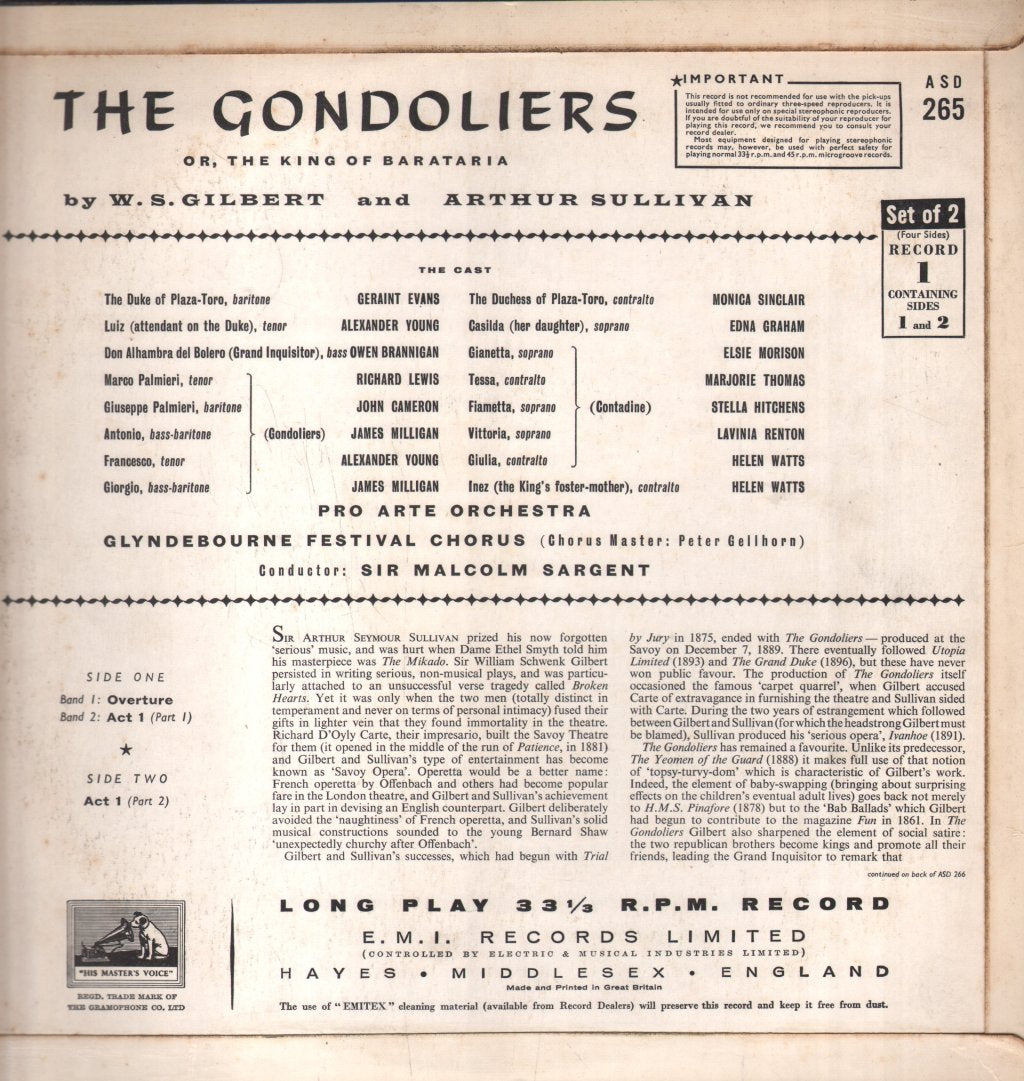 THE GONDOLIERS
OR, THE KING OF BARATARIA
by W. S. GILBERT and ARTHUR SULLIVAN
★IMPORTANT
This record is not recommended for use with the pick-ups
usually fitted to ordinary three-speed reproducers. It is
intended for use only on special stereophonic reproducers.
If you are doubtful of the suitability of your reproducer for
playing this record, we recommend you to consult your
record dealer.
Most equipment designed for playing stereophonic
records may, however, be used with perfect safety for
playing normal 33⅓ r.p.m. and 45 r.p.m. microgroove records.
ASD
265
Set of 2
(Four Sides)
RECORD
1
CONTAINING
SIDES
1 and 2
THE CAST
The Duke of Plaza-Toro, baritone GERAINT EVANS
Luiz (attendant on the Duke), tenor ALEXANDER YOUNG
Don Alhambra del Bolero (Grand Inquisitor), bass OWEN BRANNIGAN
Marco Palmieri, tenor RICHARD LEWIS
Giuseppe Palmieri, baritone JOHN CAMERON
Antonio, bass-baritone (Gondoliers) JAMES MILLIGAN
Francesco, tenor ALEXANDER YOUNG
Giorgio, bass-baritone JAMES MILLIGAN
The Duchess of Plaza-Toro, contralto MONICA SINCLAIR
Casilda (her daughter), soprano EDNA GRAHAM
Gianetta, soprano ELSIE MORISON
Tessa, contralto MARJORIE THOMAS
Fiametta, soprano (Contadine) STELLA HITCHENS
Vittoria, soprano LAVINIA RENTON
Giulia, contralto HELEN WATTS
Inez (the King's foster-mother), contralto HELEN WATTS
PRO ARTE ORCHESTRA
GLYNDEBOURNE FESTIVAL CHORUS (Chorus Master: Peter Gellhorn)
Conductor: SIR MALCOLM SARGENT
SIDE ONE
Band 1: Overture
Band 2: Act 1 (Part 1)
★
SIDE TWO
Act 1 (Part 2)
SIR ARTHUR SEYMOUR SULLIVAN prized his now forgotten
'serious' music, and was hurt when Dame Ethel Smyth told him
his masterpiece was The Mikado. Sir William Schwenk Gilbert
persisted in writing serious, non-musical plays, and was particu-
larly attached to an unsuccessful verse tragedy called Broken
Hearts. Yet it was only when the two men (totally distinct in
temperament and never on terms of personal intimacy) fused their
gifts in lighter vein that they found immortality in the theatre.
Richard D'Oyly Carte, their impresario, built the Savoy Theatre
for them (it opened in the middle of the run of Patience, in 1881)
and Gilbert and Sullivan's type of entertainment has become
known as 'Savoy Opera'. Operetta would be a better name:
French operetta by Offenbach and others had become popular
fare in the London theatre, and Gilbert and Sullivan's achievement
lay in part in devising an English counterpart. Gilbert deliberately
avoided the 'naughtiness' of French operetta, and Sullivan's solid
musical constructions sounded to the young Bernard Shaw
'unexpectedly churchy after Offenbach'.
Gilbert and Sullivan's successes, which had begun with Trial
by Jury in 1875, ended with The Gondoliers — produced at the
Savoy on December 7, 1889. There eventually followed Utopia
Limited (1893) and The Grand Duke (1896), but these have never
won public favour. The production of The Gondoliers itself
occasioned the famous 'carpet quarrel', when Gilbert accused
Carte of extravagance in furnishing the theatre and Sullivan sided
with Carte. During the two years of estrangement which followed
between Gilbert and Sullivan (for which the headstrong Gilbert must
be blamed), Sullivan produced his 'serious opera', Ivanhoe (1891).
The Gondoliers has remained a favourite. Unlike its predecessor,
The Yeomen of the Guard (1888) it makes full use of that notion
of 'topsy-turvy-dom' which is characteristic of Gilbert's work.
Indeed, the element of baby-swapping (bringing about surprising
effects on the children's eventual adult lives) goes back not merely
to H.M.S. Pinafore (1878) but to the 'Bab Ballads' which Gilbert
had begun to contribute to the magazine Fun in 1861. In The
Gondoliers Gilbert also sharpened the element of social satire:
the two republican brothers become kings and promote all their
friends, leading the Grand Inquisitor to remark that
continued on back of ASD 266
"HIS MASTER'S VOICE"
REGD. TRADE MARK OF
THE GRAMOPHONE CO. LTD
LONG PLAY 33⅓ R.P.M. RECORD
E.M.I. RECORDS LIMITED
(CONTROLLED BY ELECTRIC & MUSICAL INDUSTRIES LIMITED)
HAYES • MIDDLESEX • ENGLAND
Made and Printed in Great Britain
The use of "EMITEX" cleaning material (available from Record Dealers) will preserve this record and keep it free from dust.